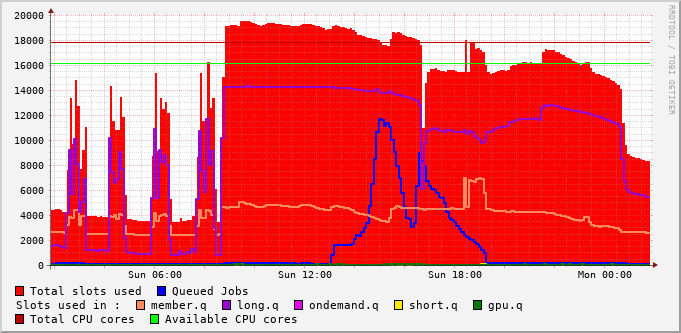 20000
18000
16000
14000
12000
10000
8000
6000
4000
2000
0
Sun 06:00 Sun 12:00 Sun 18:00 Mon 00:00
RRDTOOL / TOBI OETIKER
Total slots used Queued Jobs
Slots used in : member.q long.q ondemand.q short.q gpu.q
Total CPU cores Available CPU cores